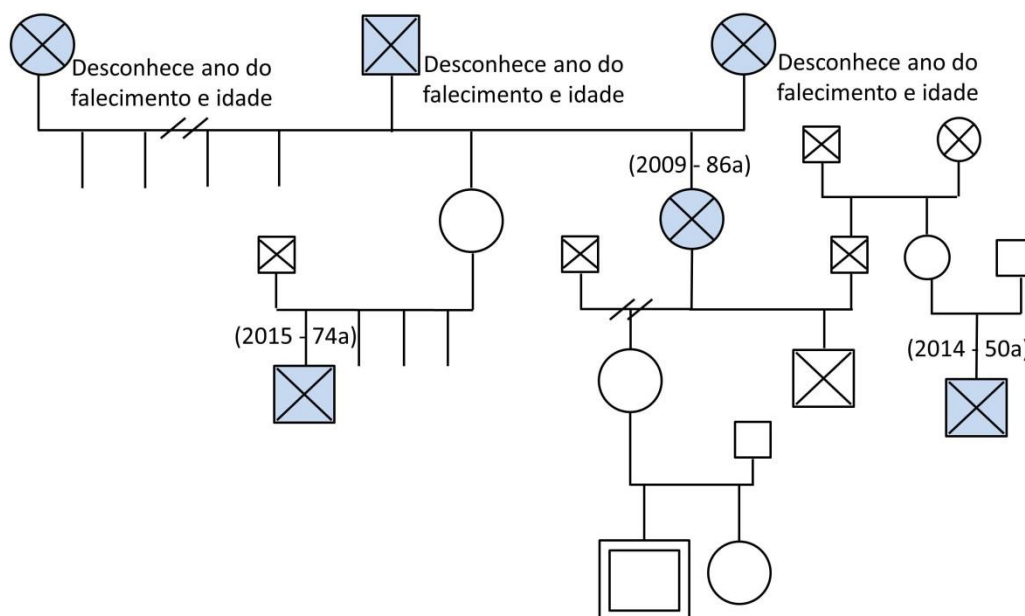 Desconhece ano do
falecimento e idade
Desconhece ano do
falecimento e idade
Desconhece ano do
falecimento e idade
(2009 - 86a)
(2015 - 74a)
(2014 - 50a)